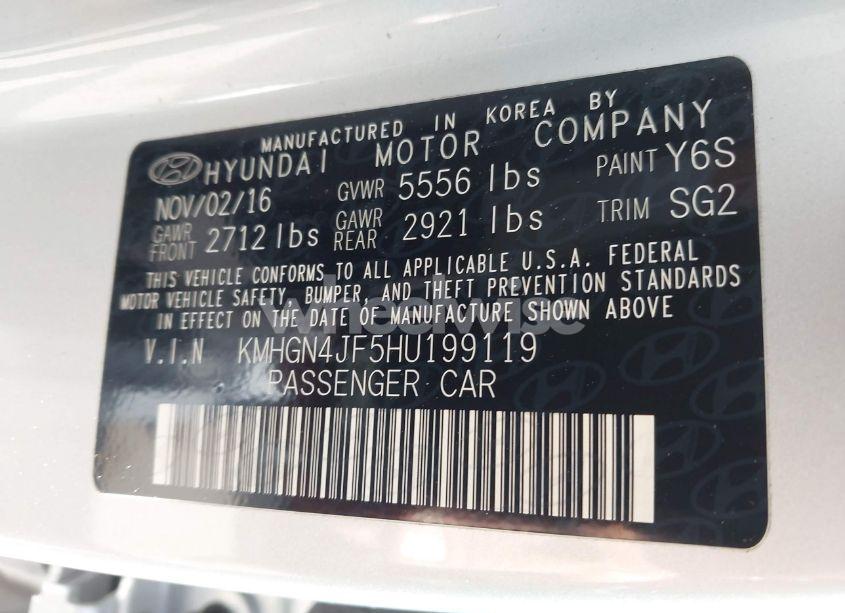 MANUFACTURED IN KOREA BY
HYUNDAI MOTOR COMPANY
NOV/02/16 GVWR 5556 lbs PAINT Y6S
GAWR FRONT 2712 lbs GAWR REAR 2921 lbs TRIM SG2
THIS VEHICLE CONFORMS TO ALL APPLICABLE U.S.A. FEDERAL
MOTOR VEHICLE SAFETY, BUMPER, AND THEFT PREVENTION STANDARDS
IN EFFECT ON THE DATE OF MANUFACTURE SHOWN ABOVE
V.I.N KMHGN4JF5HU199119
PASSENGER CAR
wheelwise